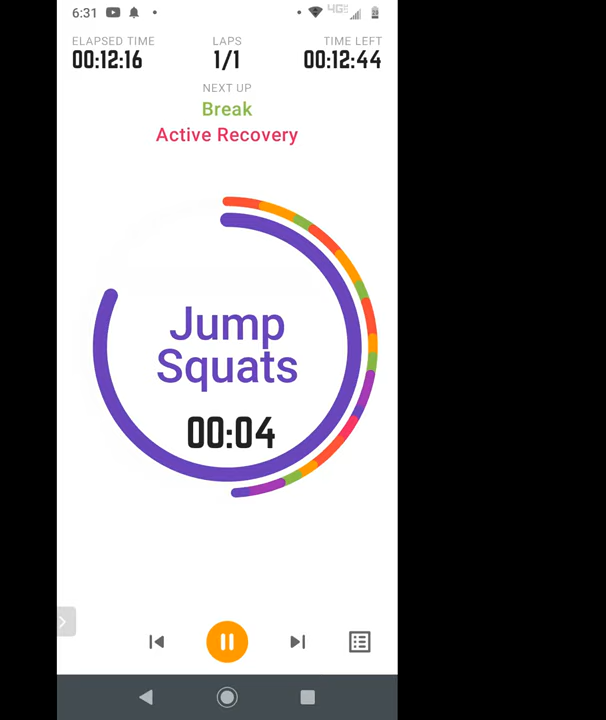 6:31
4GE
ELAPSED TIME
LAPS
TIME LEFT
00:12:16
1/1
00:12:44
NEXT UP
Break
Active Recovery
Jump
Squats
00:04